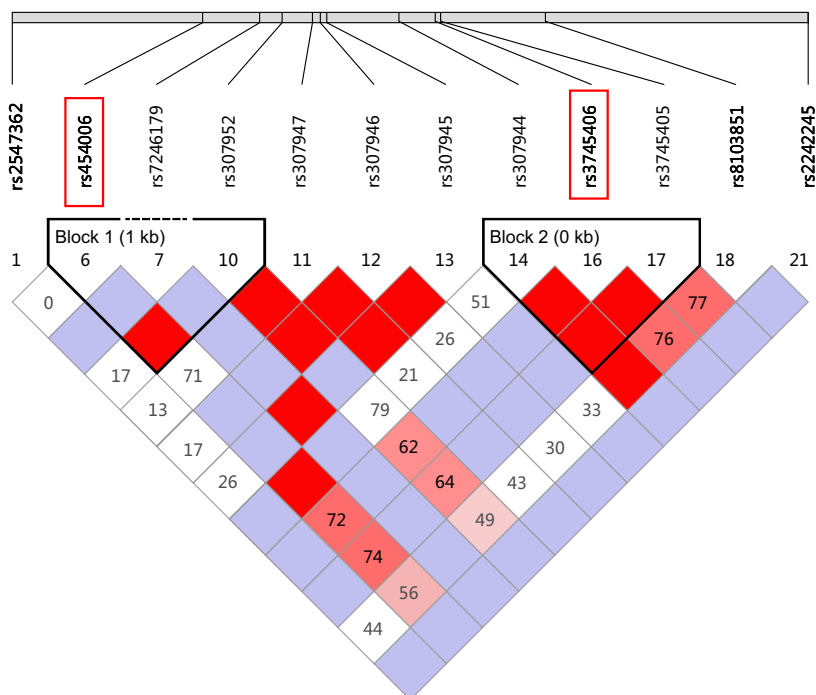 rs2547362
rs454006
rs7246179
rs307952
rs307947
rs307946
rs307945
rs307944
rs3745406
rs3745405
rs8103851
rs2242245
Block 1 (1 kb)
Block 2 (0 kb)
1 6 7 10 11 12 13 14 16 17 18 21
0 51 77
26 76
17 71 21
13 79 33
17 62 30
26 64 43
72 49
74
56
44